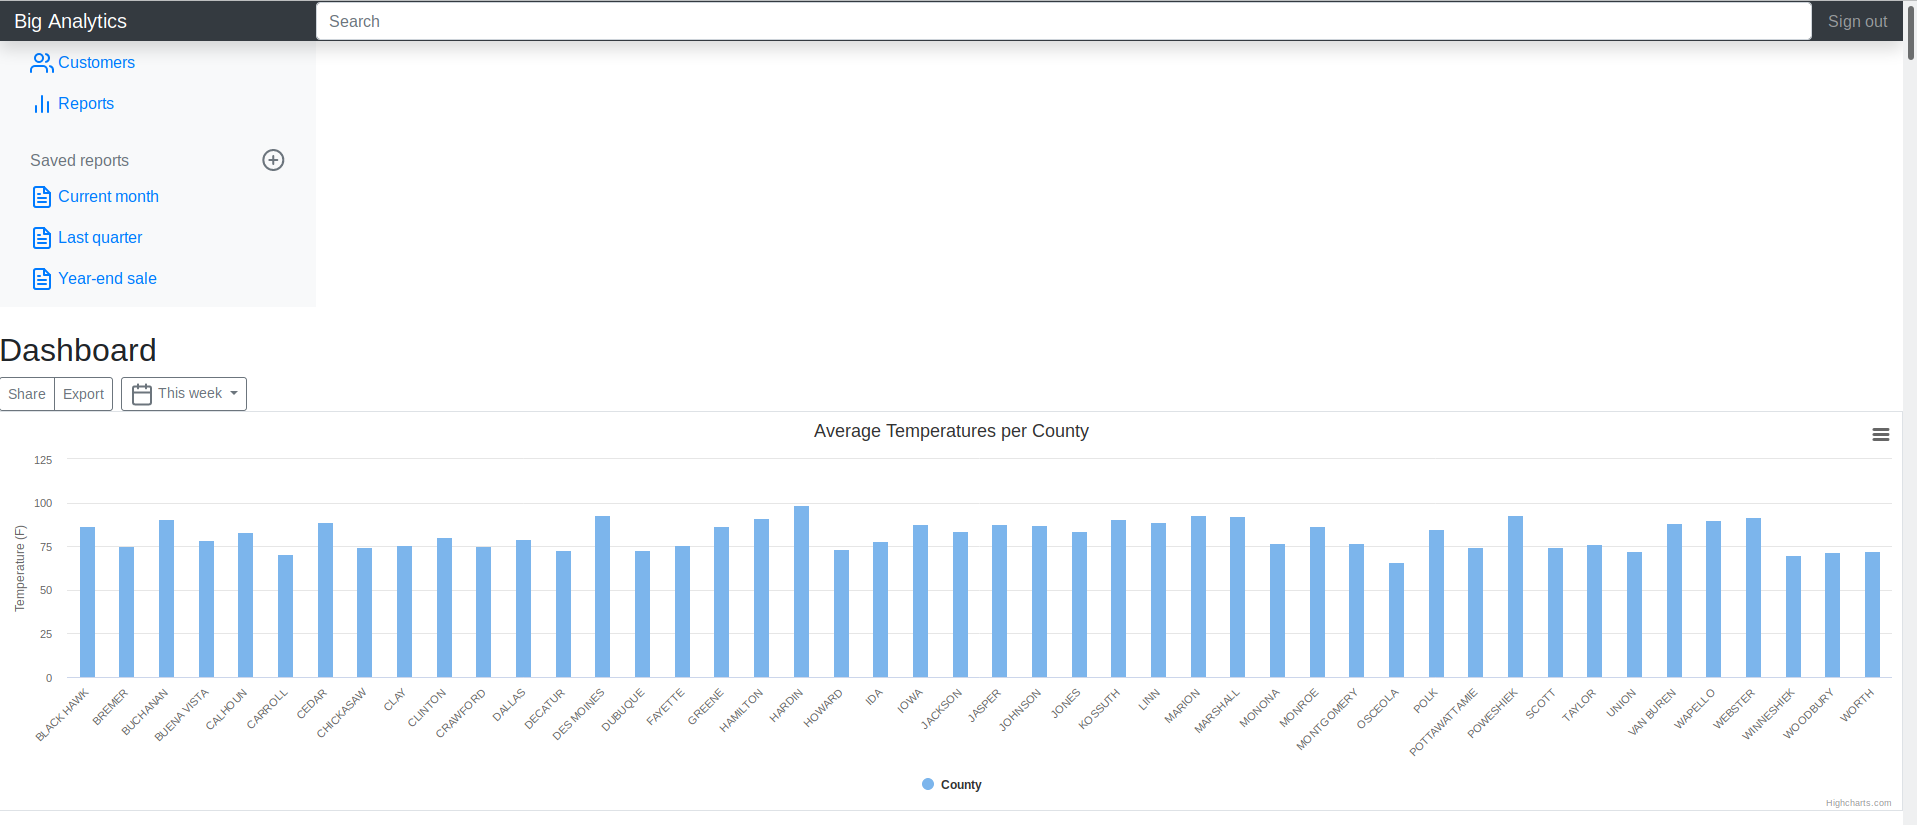 Big Analytics
Search
Sign out
Customers
Reports
Saved reports
Current month
Last quarter
Year-end sale
Dashboard
Share
Export
This week
Average Temperatures per County
Temperature (F)
125
100
75
50
25
0
BLACK HAWK
BREMER
BUCHANAN
BUENA VISTA
CALHOUN
CARROLL
CEDAR
CHICKASAW
CLAY
CLINTON
CRAWFORD
DALLAS
DECATUR
DES MOINES
DUBUQUE
FAYETTE
GREENE
HAMILTON
HARDIN
HOWARD
IDA
IOWA
JACKSON
JASPER
JOHNSON
JONES
KOSSUTH
LINN
MARION
MARSHALL
MONONA
MONROE
MONTGOMERY
OSCEOLA
POLK
POTTAWATTAMIE
POWESHIEK
SCOTT
TAYLOR
UNION
VAN BUREN
WAPELLO
WEBSTER
WINNESHIEK
WOODBURY
WORTH
County
Highcharts.com